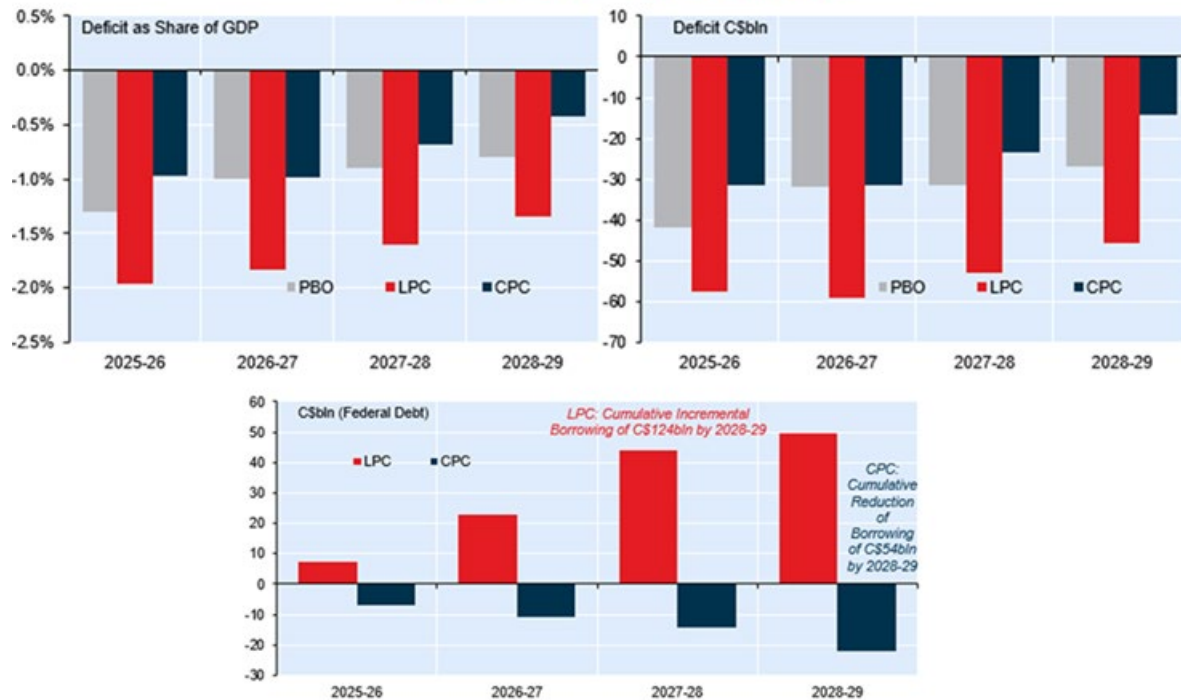 Deficit as Share of GDP
0.5%
0.0%
-0.5%
-1.0%
-1.5%
-2.0%
-2.5%
PBO LPC CPC
2025-26 2026-27 2027-28 2028-29
Deficit C$bln
10
0
-10
-20
-30
-40
-50
-60
-70
PBO LPC CPC
2025-26 2026-27 2027-28 2028-29
C$bln (Federal Debt)
60
50
40
30
20
10
0
-10
-20
-30
LPC CPC
LPC: Cumulative Incremental
Borrowing of C$124bln by 2028-29
CPC:
Cumulative
Reduction
of
Borrowing
of C$54bln
by 2028-29
2025-26 2026-27 2027-28 2028-29